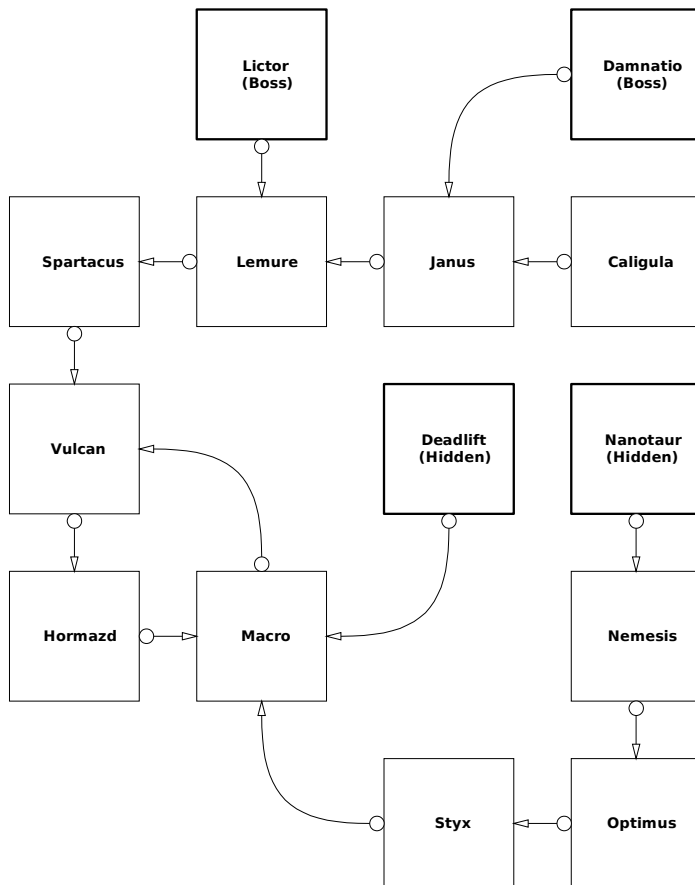 Lictor
(Boss)
Damnatio
(Boss)
Spartacus
Lemure
Janus
Caligula
Vulcan
Deadlift
(Hidden)
Nanotaur
(Hidden)
Hormazd
Macro
Nemesis
Styx
Optimus